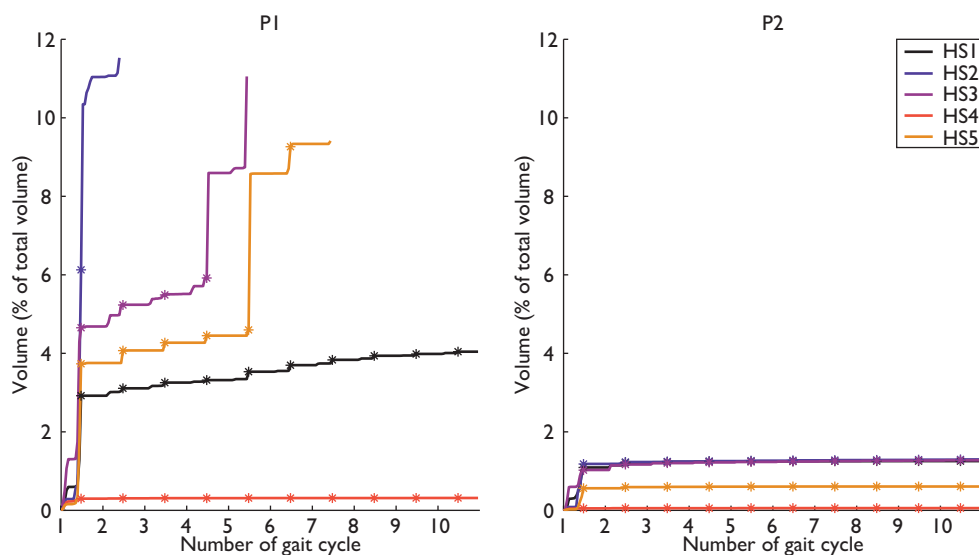 P1
12
10
8
6
4
2
0
Volume (% of total volume)
1 2 3 4 5 6 7 8 9 10
Number of gait cycle
P2
12
10
8
6
4
2
0
Volume (% of total volume)
1 2 3 4 5 6 7 8 9 10
Number of gait cycle
HS1
HS2
HS3
HS4
HS5